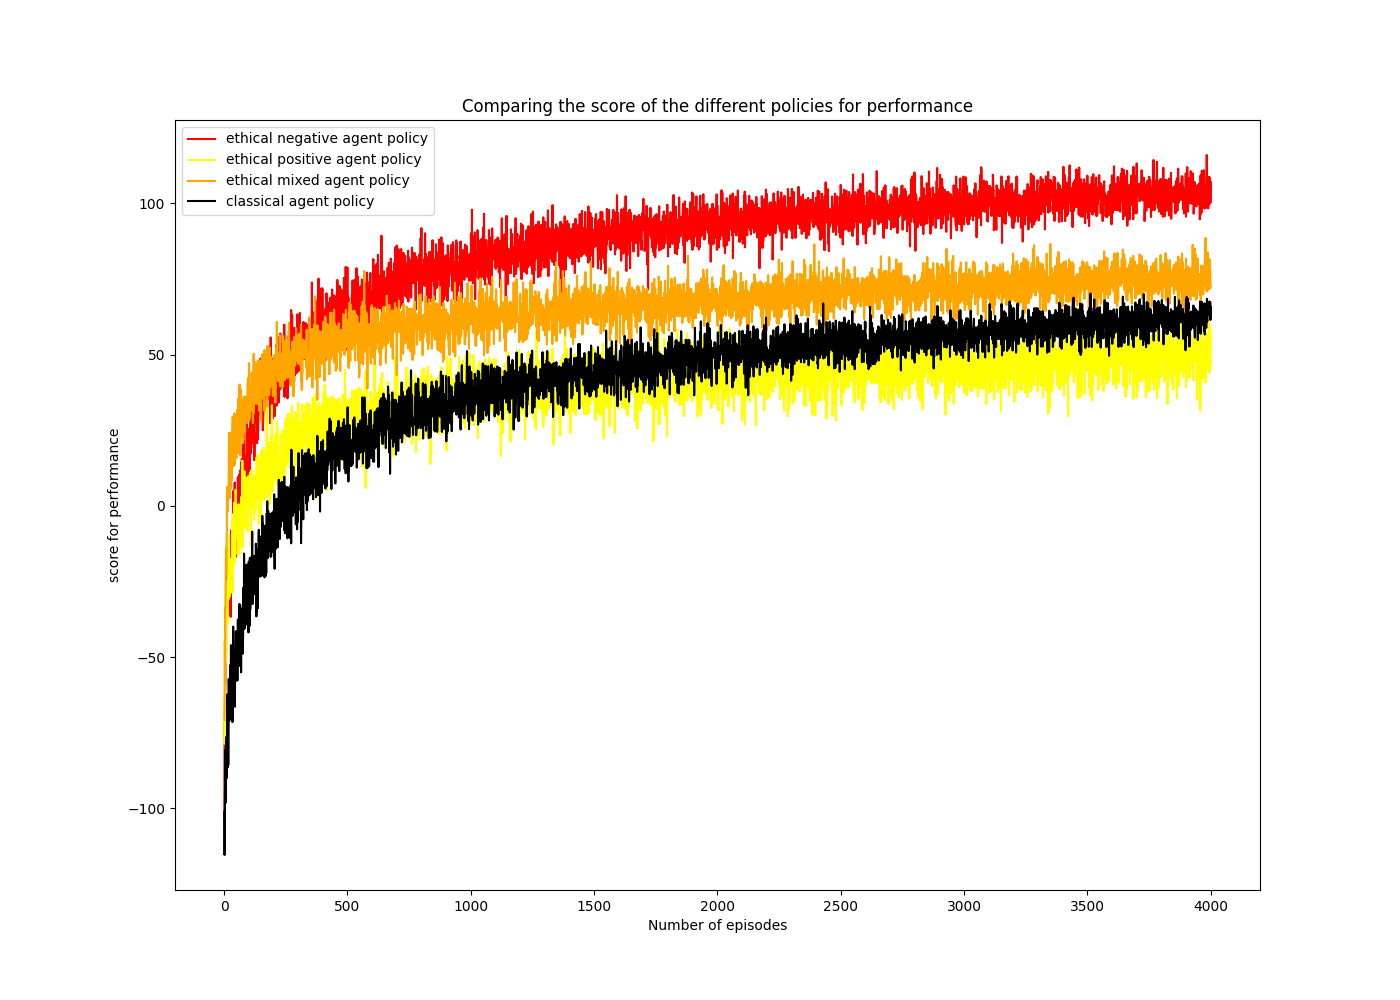 Comparing the score of the different policies for performance
ethical negative agent policy
ethical positive agent policy
ethical mixed agent policy
classical agent policy
100
50
0
−50
−100
score for performance
0 500 1000 1500 2000 2500 3000 3500 4000
Number of episodes